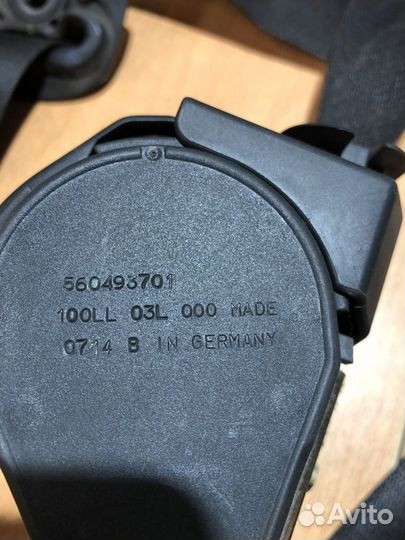 560493701
100LL 03L 000 MADE
0714 B IN GERMANY
Avito